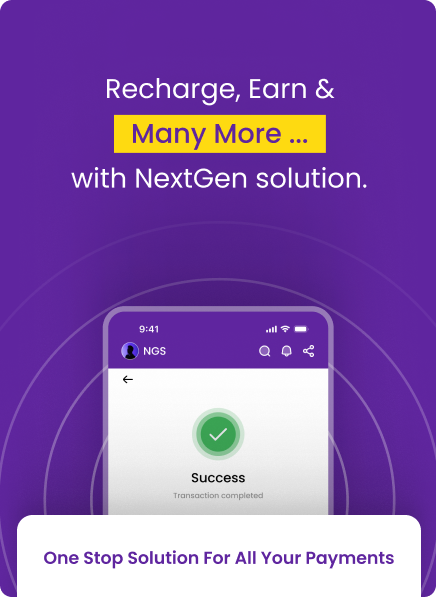 Recharge, Earn &
Many More ...
with NextGen solution.
9:41
NGS
Success
Transaction completed
One Stop Solution For All Your Payments